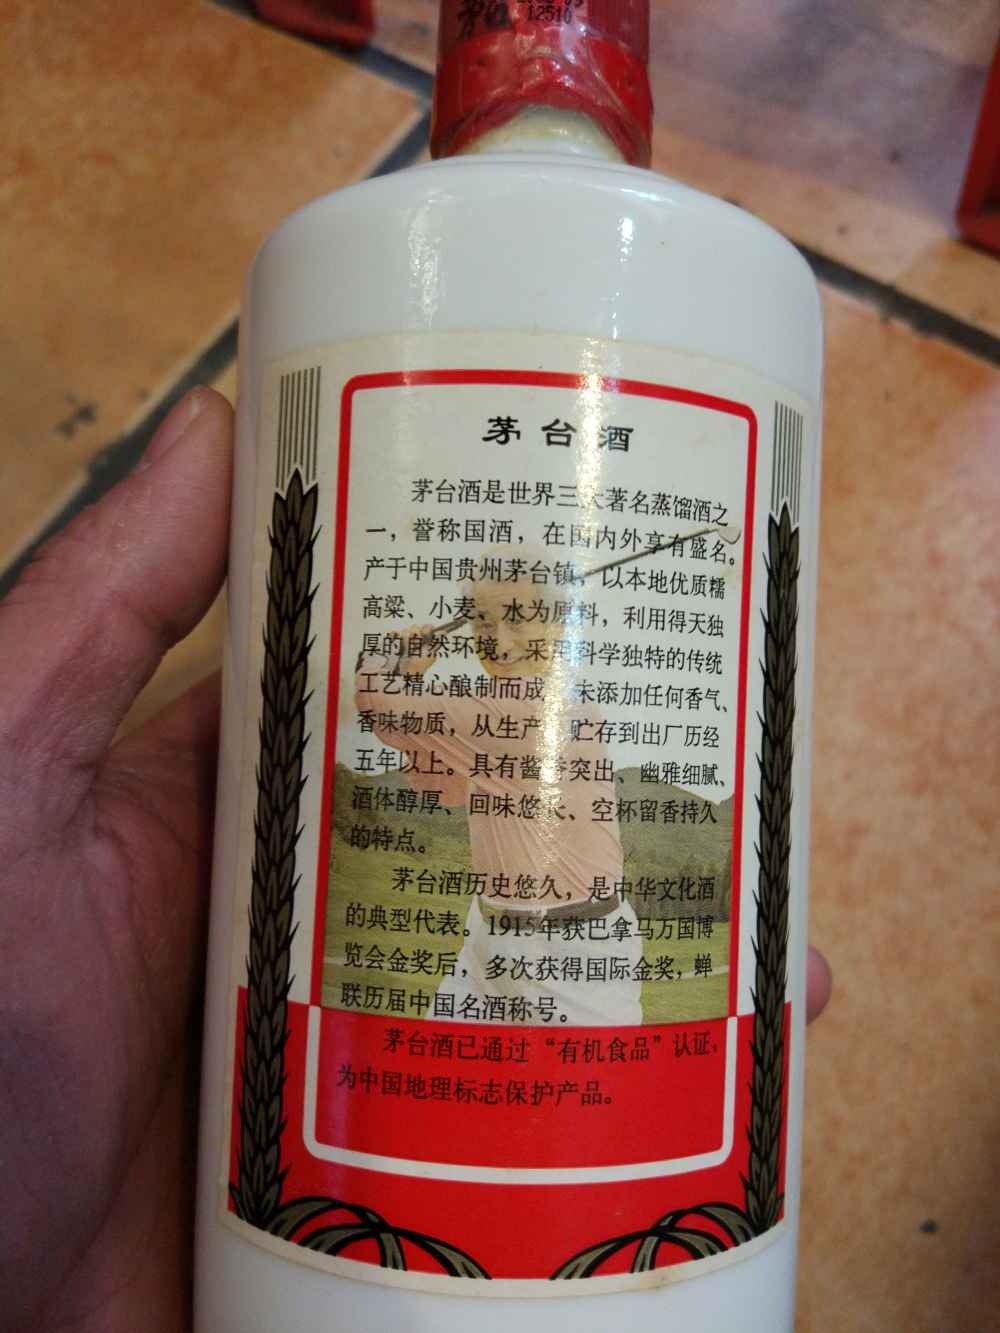 12510
茅台酒
茅台酒是世界三大著名蒸馏酒之
一，誉称国酒，在国内外享有盛名。
产于中国贵州茅台镇，以本地优质糯
高粱、小麦、水为原料，利用得天独
厚的自然环境，采用科学独特的传统
工艺精心酿制而成，未添加任何香气、
香味物质，从生产、贮存到出厂历经
五年以上。具有酱香突出、幽雅细腻、
酒体醇厚、回味悠长、空杯留香持久
的特点。
茅台酒历史悠久，是中华文化酒
的典型代表。1915年获巴拿马万国博
览会金奖后，多次获得国际金奖，蝉
联历届中国名酒称号。
茅台酒已通过“有机食品”认证，
为中国地理标志保护产品。